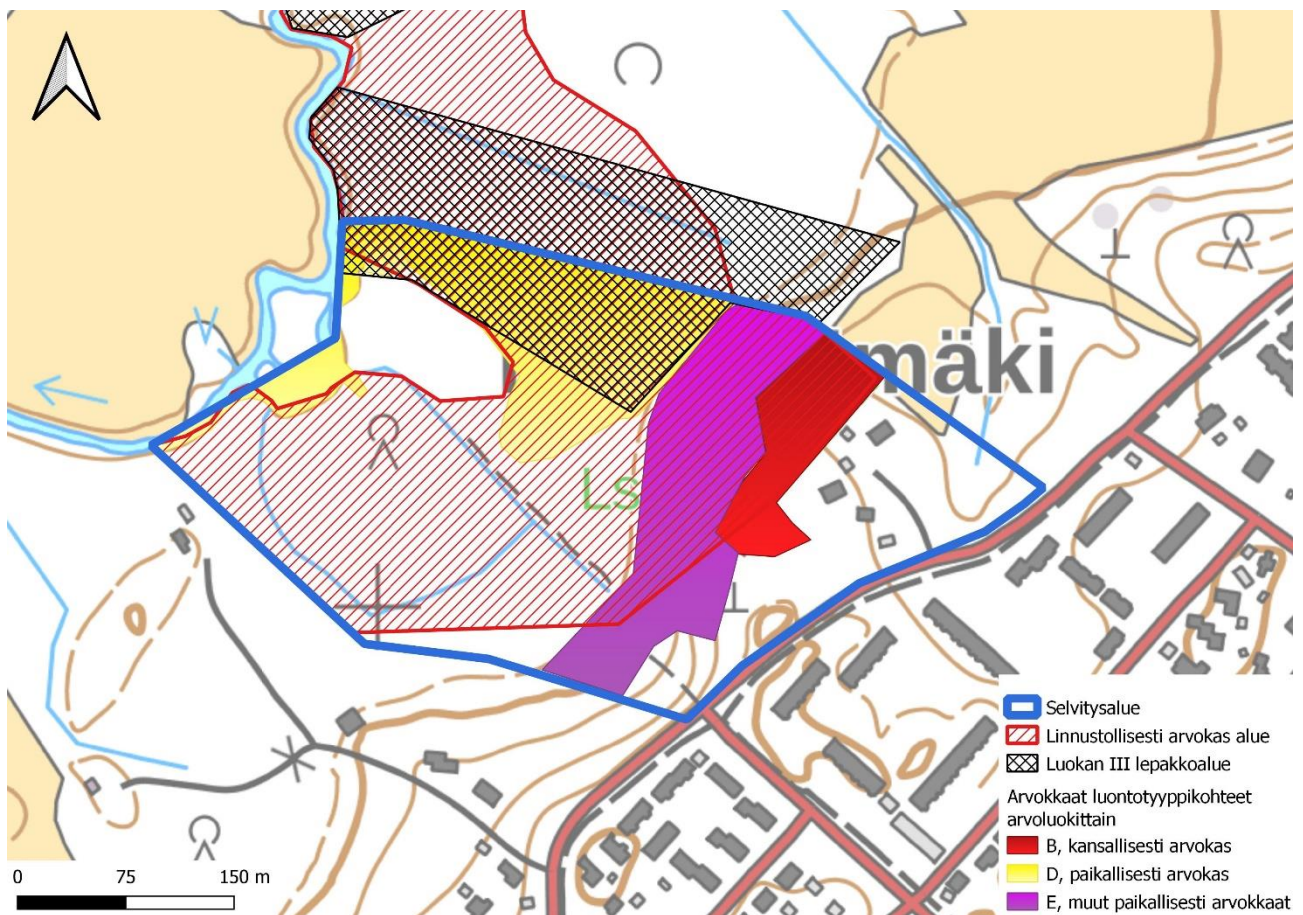 mäki
Ls
Selvitysalue
Linnustollisesti arvokas alue
Luokan III lepakkoalue
Arvokkaat luontotyyppikohteet
arvoluokittain
B, kansallisesti arvokas
D, paikallisesti arvokas
E, muut paikallisesti arvokkaat
0 75 150 m